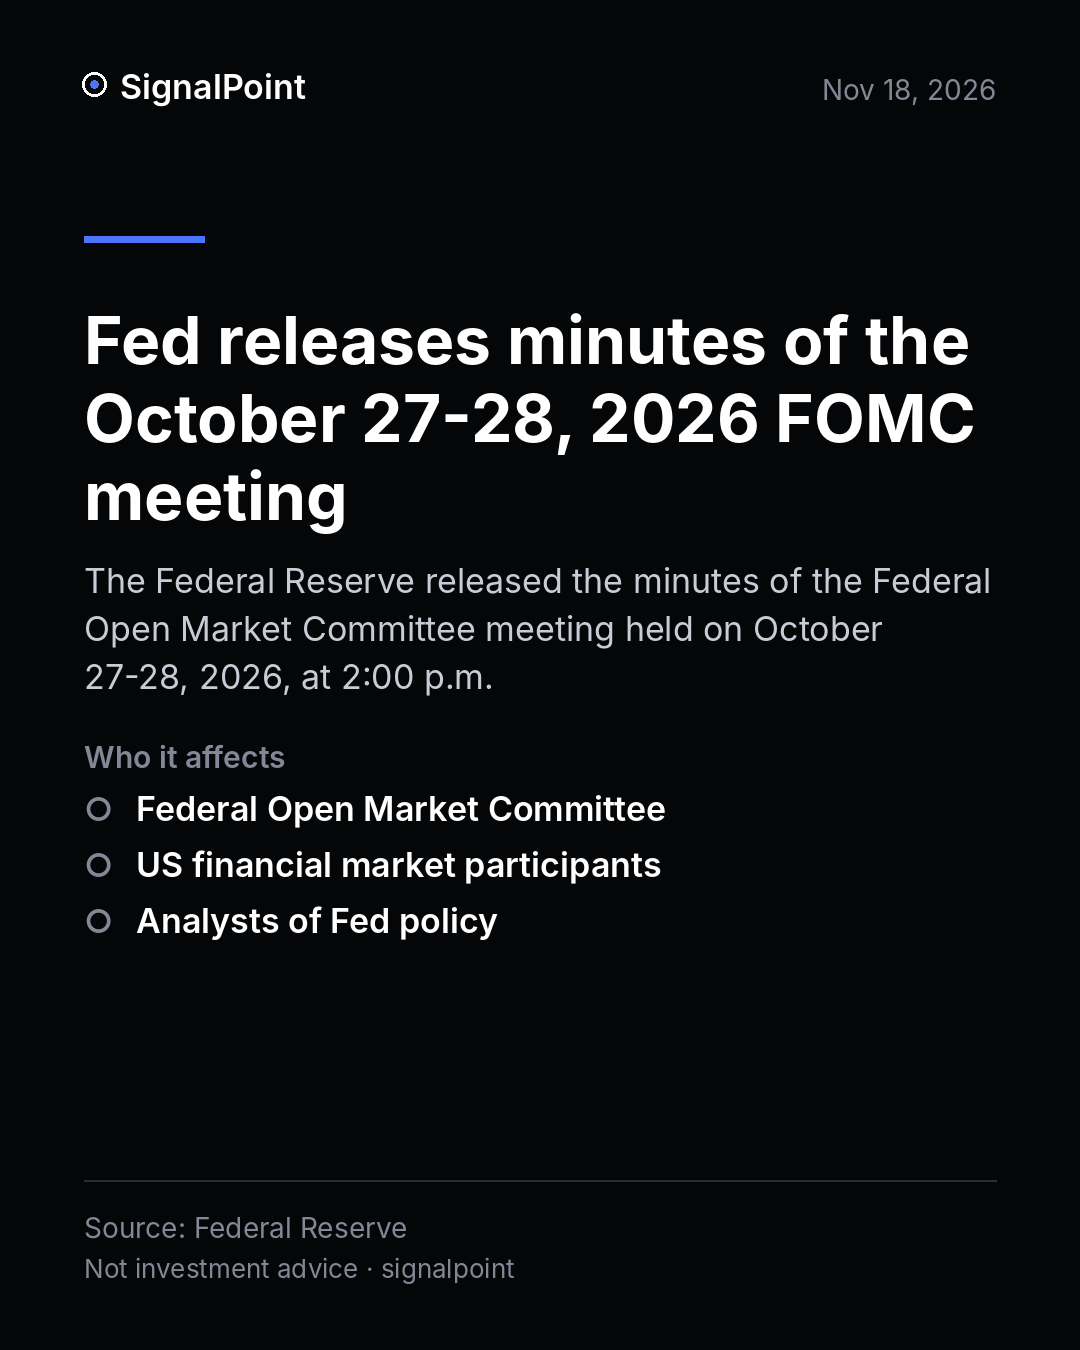 SignalPoint
Nov 18, 2026
Fed releases minutes of the
October 27-28, 2026 FOMC
meeting
The Federal Reserve released the minutes of the Federal
Open Market Committee meeting held on October
27-28, 2026, at 2:00 p.m.
Who it affects
Federal Open Market Committee
US financial market participants
Analysts of Fed policy
Source: Federal Reserve
Not investment advice · signalpoint